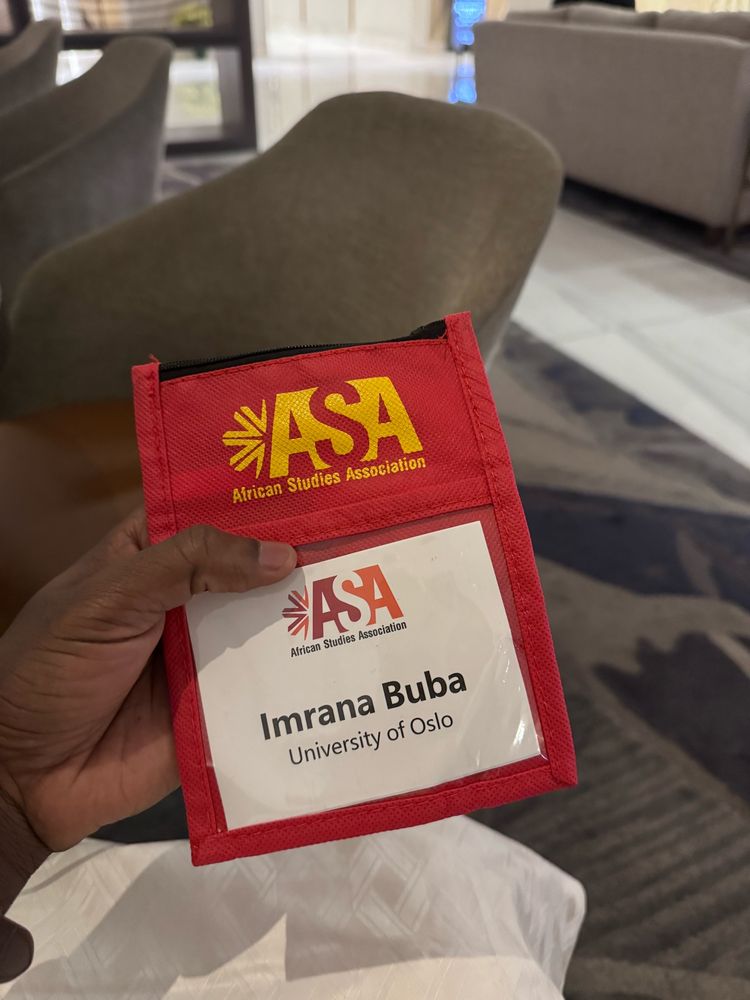 ASA
African Studies Association
ASA
African Studies Association
Imrana Buba
University of Oslo